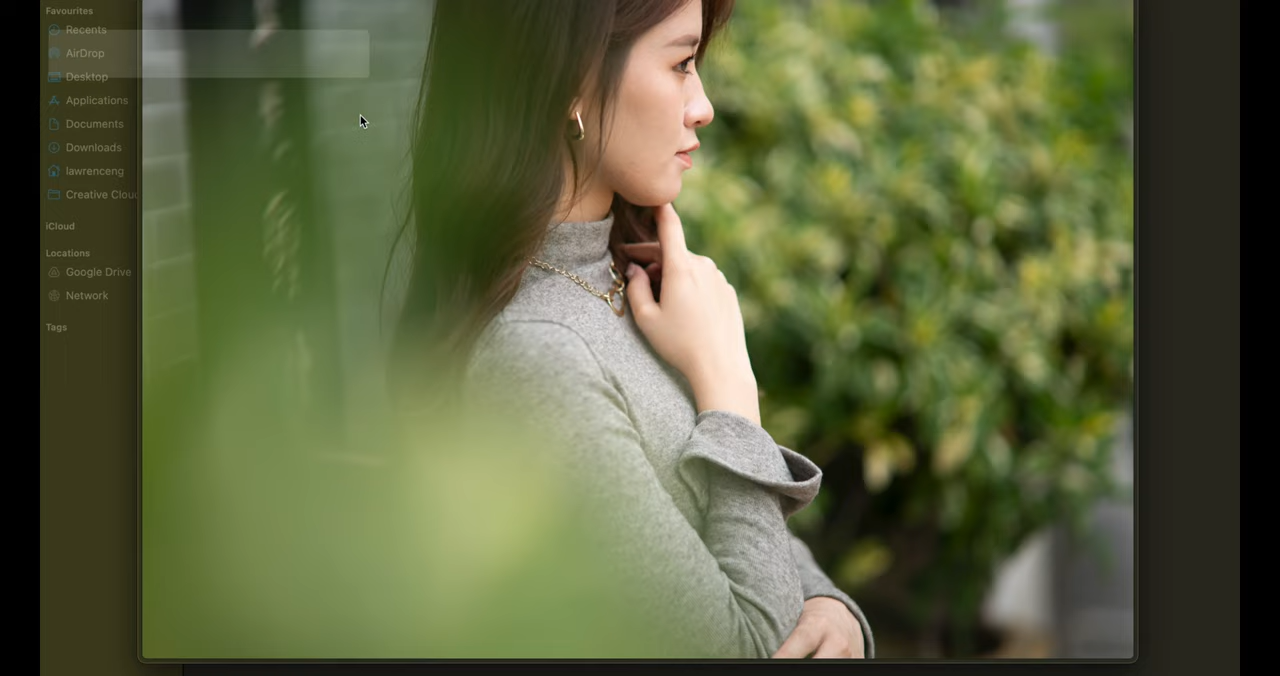 Favourites
Recents
AirDrop
Desktop
Applications
Documents
Downloads
lawrenceng
Creative Cloud
iCloud
Locations
Google Drive
Network
Tags